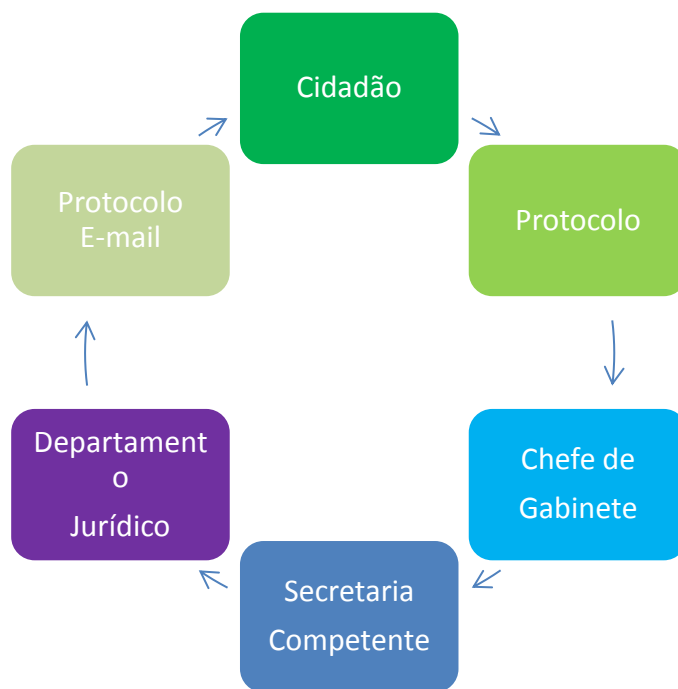 Cidadão
Protocolo
Chefe de
Gabinete
Secretaria
Competente
Departament
o
Jurídico
Protocolo
E-mail